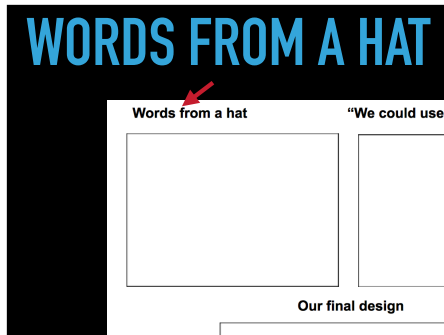 WORDS FROM A HAT
Words from a hat
“We could use
Our final design